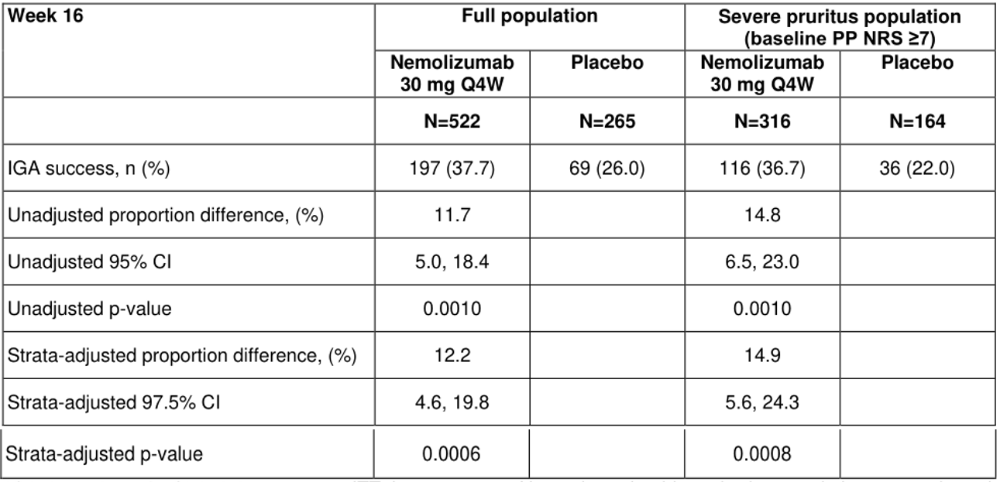 Week 16 Full population Severe pruritus population
(baseline PP NRS ≥7)
Nemolizumab Placebo Nemolizumab Placebo
30 mg Q4W 30 mg Q4W
N=522 N=265 N=316 N=164
IGA success, n (%) 197 (37.7) 69 (26.0) 116 (36.7) 36 (22.0)
Unadjusted proportion difference, (%) 11.7 14.8
Unadjusted 95% CI 5.0, 18.4 6.5, 23.0
Unadjusted p-value 0.0010 0.0010
Strata-adjusted proportion difference, (%) 12.2 14.9
Strata-adjusted 97.5% CI 4.6, 19.8 5.6, 24.3
Strata-adjusted p-value 0.0006 0.0008